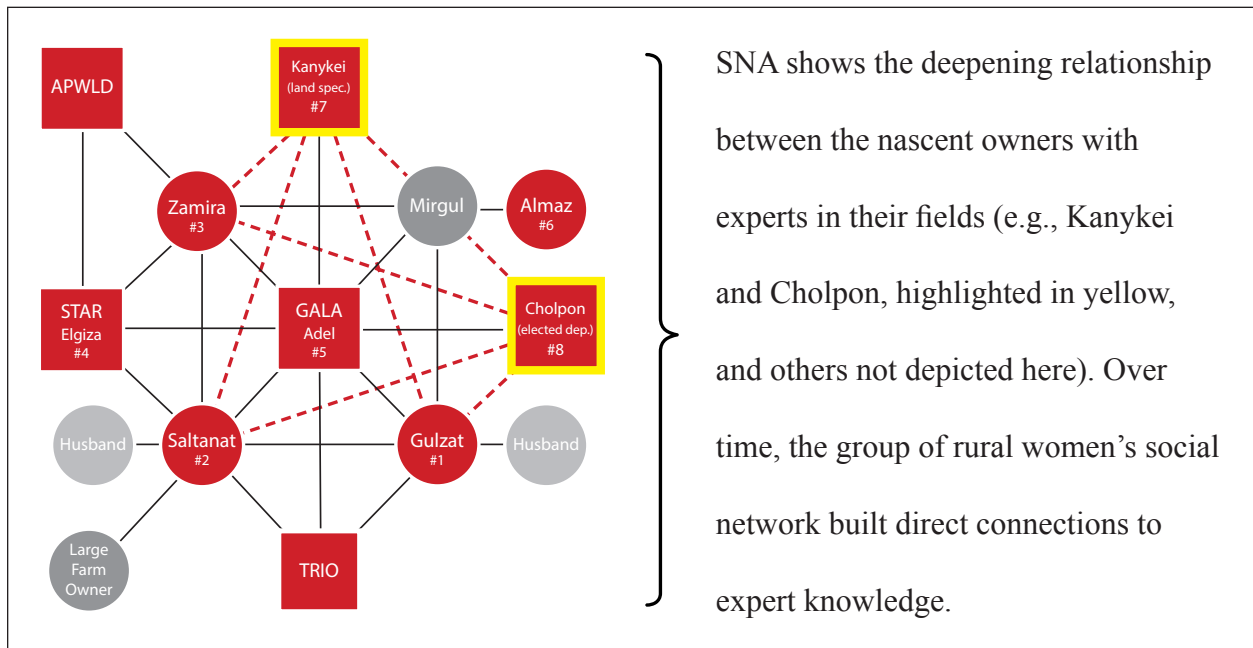 APWLD
Kanykei
(land spec.)
#7
Zamira
#3
Mirgul
Almaz
#6
STAR
Elgiza
#4
GALA
Adel
#5
Cholpon
(elected dep.)
#8
Husband
Saltanat
#2
Gulzat
#1
Husband
Large
Farm
Owner
TRIO
SNA shows the deepening relationship
between the nascent owners with
experts in their fields (e.g., Kanykei
and Cholpon, highlighted in yellow,
and others not depicted here). Over
time, the group of rural women’s social
network built direct connections to
expert knowledge.